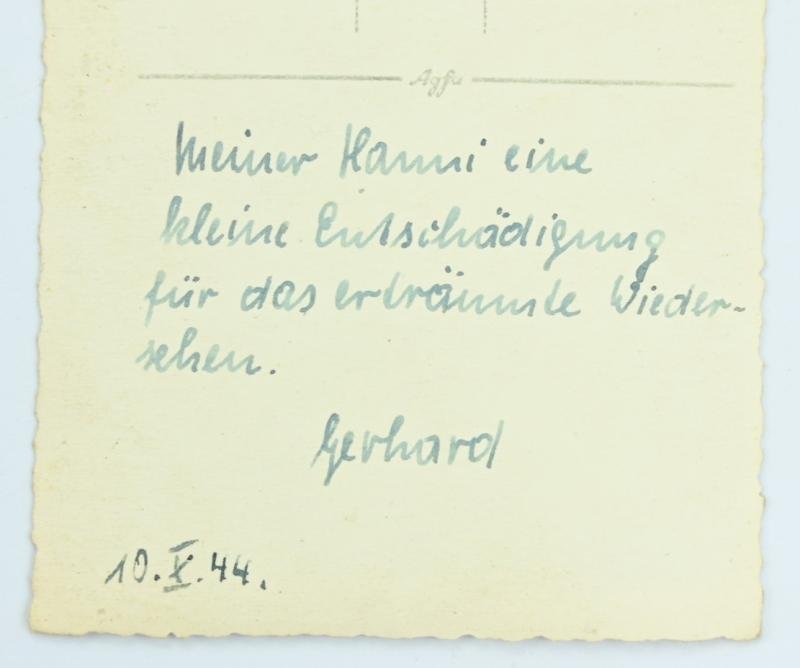 Agfa
Meiner Hanni eine
kleine Entschädigung
für das erträumte Wieder-
sehen.
Gerhard
10.X.44.